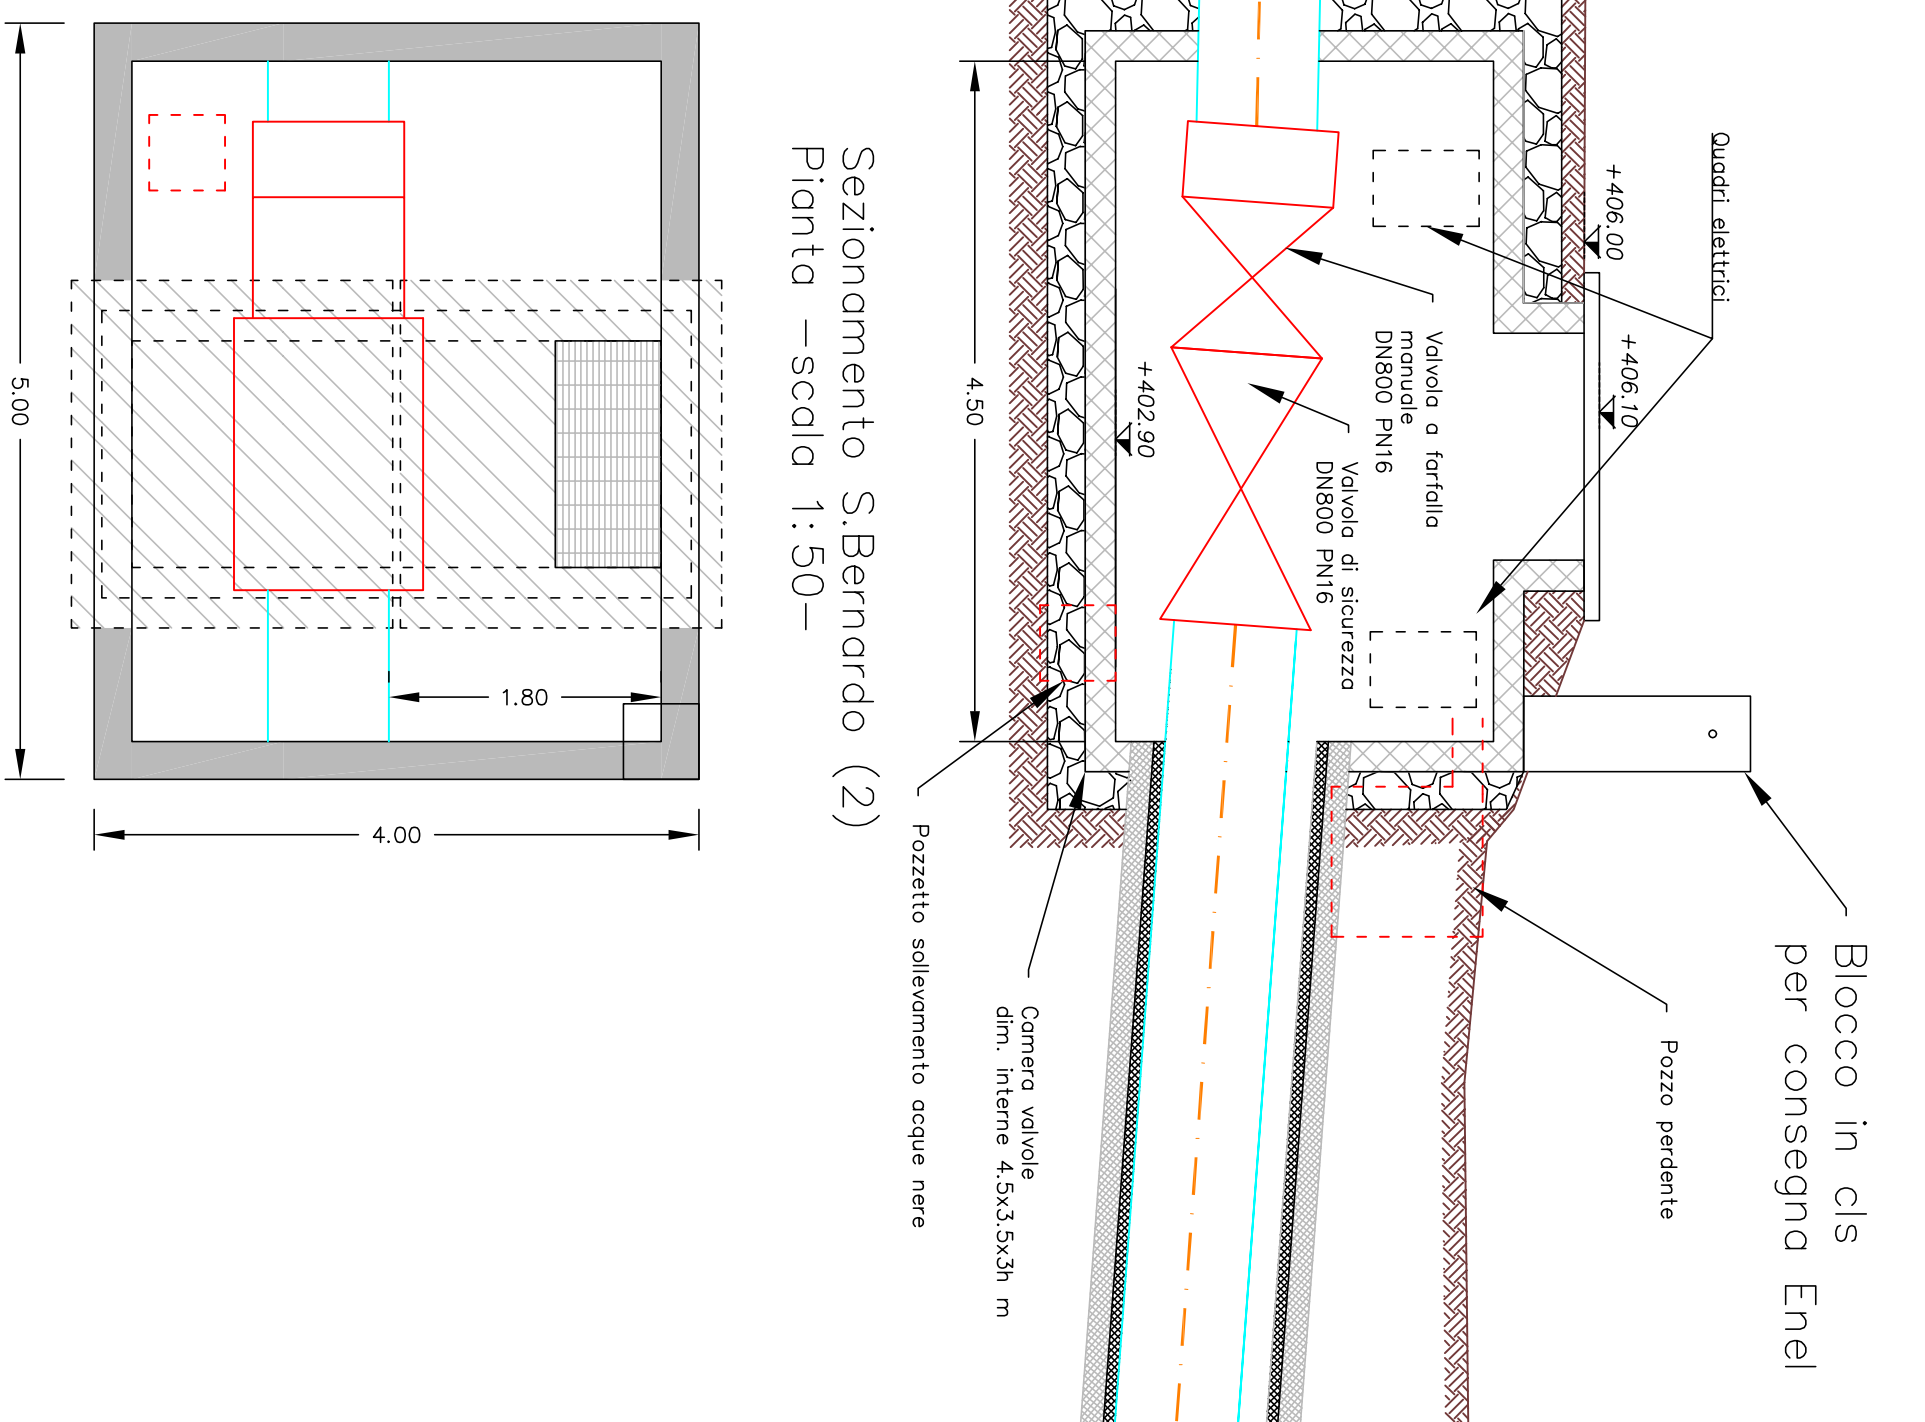 Quadri elettrici
+406.00
+406.10
Valvola a farfalla
manuale
DN800 PN16
Valvola di sicurezza
DN800 PN16
+402.90
4.50
Blocco in cls
per consegna Enel
Pozzo perdente
Camera valvole
dim. interne 4.5x3.5x3h m
Pozzetto sollevamento acque nere
Sezionamento S.Bernardo (2)
Pianta -scala 1:50-
1.80
5.00
4.00